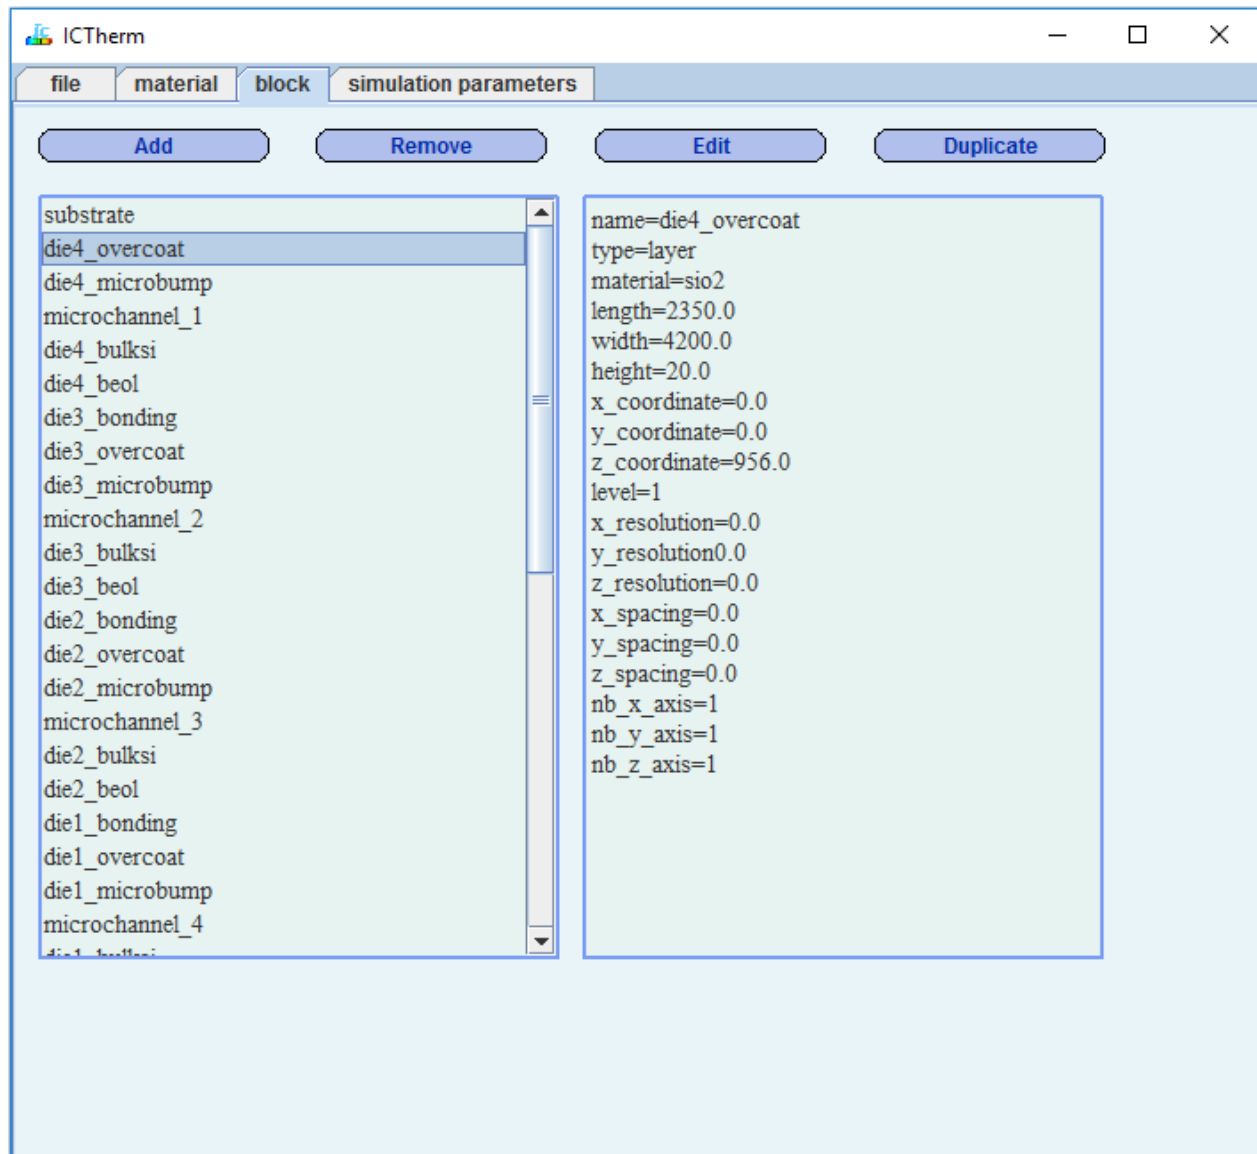 ICTherm
file material block simulation parameters
Add Remove Edit Duplicate
substrate
die4_overcoat
die4_microbump
microchannel_1
die4_bulksi
die4_beol
die3_bonding
die3_overcoat
die3_microbump
microchannel_2
die3_bulksi
die3_beol
die2_bonding
die2_overcoat
die2_microbump
microchannel_3
die2_bulksi
die2_beol
die1_bonding
die1_overcoat
die1_microbump
microchannel_4
die1_bulksi
name=die4_overcoat
type=layer
material=sio2
length=2350.0
width=4200.0
height=20.0
x_coordinate=0.0
y_coordinate=0.0
z_coordinate=956.0
level=1
x_resolution=0.0
y_resolution0.0
z_resolution=0.0
x_spacing=0.0
y_spacing=0.0
z_spacing=0.0
nb_x_axis=1
nb_y_axis=1
nb_z_axis=1